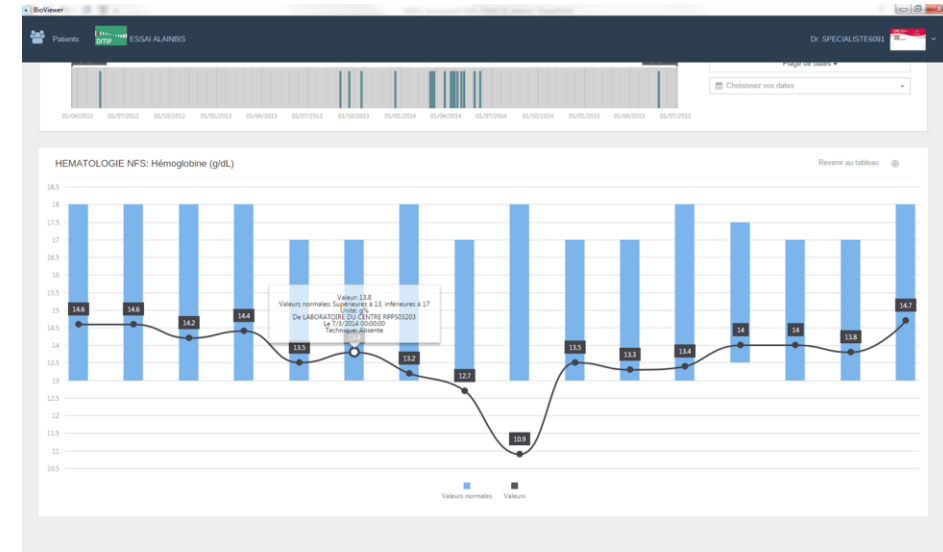 BioViewer
Patients
DMP
ESSAI ALAINBIS
Dr. SPECIALISTE6091
Plage de dates
Choisissez vos dates
01/04/2012 01/07/2012 01/10/2012 01/01/2013 01/04/2013 01/07/2013 01/10/2013 01/01/2014 01/04/2014 01/07/2014 01/10/2014 01/01/2015 01/04/2015 01/07/2015
HEMATOLOGIE NFS: Hémoglobine (g/dL)
Revenir au tableau
18.5
18
17.5
17
16.5
16
15.5
15
14.5
14
13.5
13
12.5
12
11.5
11
10.5
14.6 14.6 14.2 14.4 13.5 13.8 13.2 12.7 10.9 13.5 13.3 13.4 14 14 13.8 14.7
Valeur: 13.8
Valeurs normales: Supérieures à 13, inférieures à 17
Unité: g%
De LABORATOIRE DU CENTRE RPPS03203
Le 7/3/2014 00:00:00
Technique: Absente
Valeurs normales Valeurs